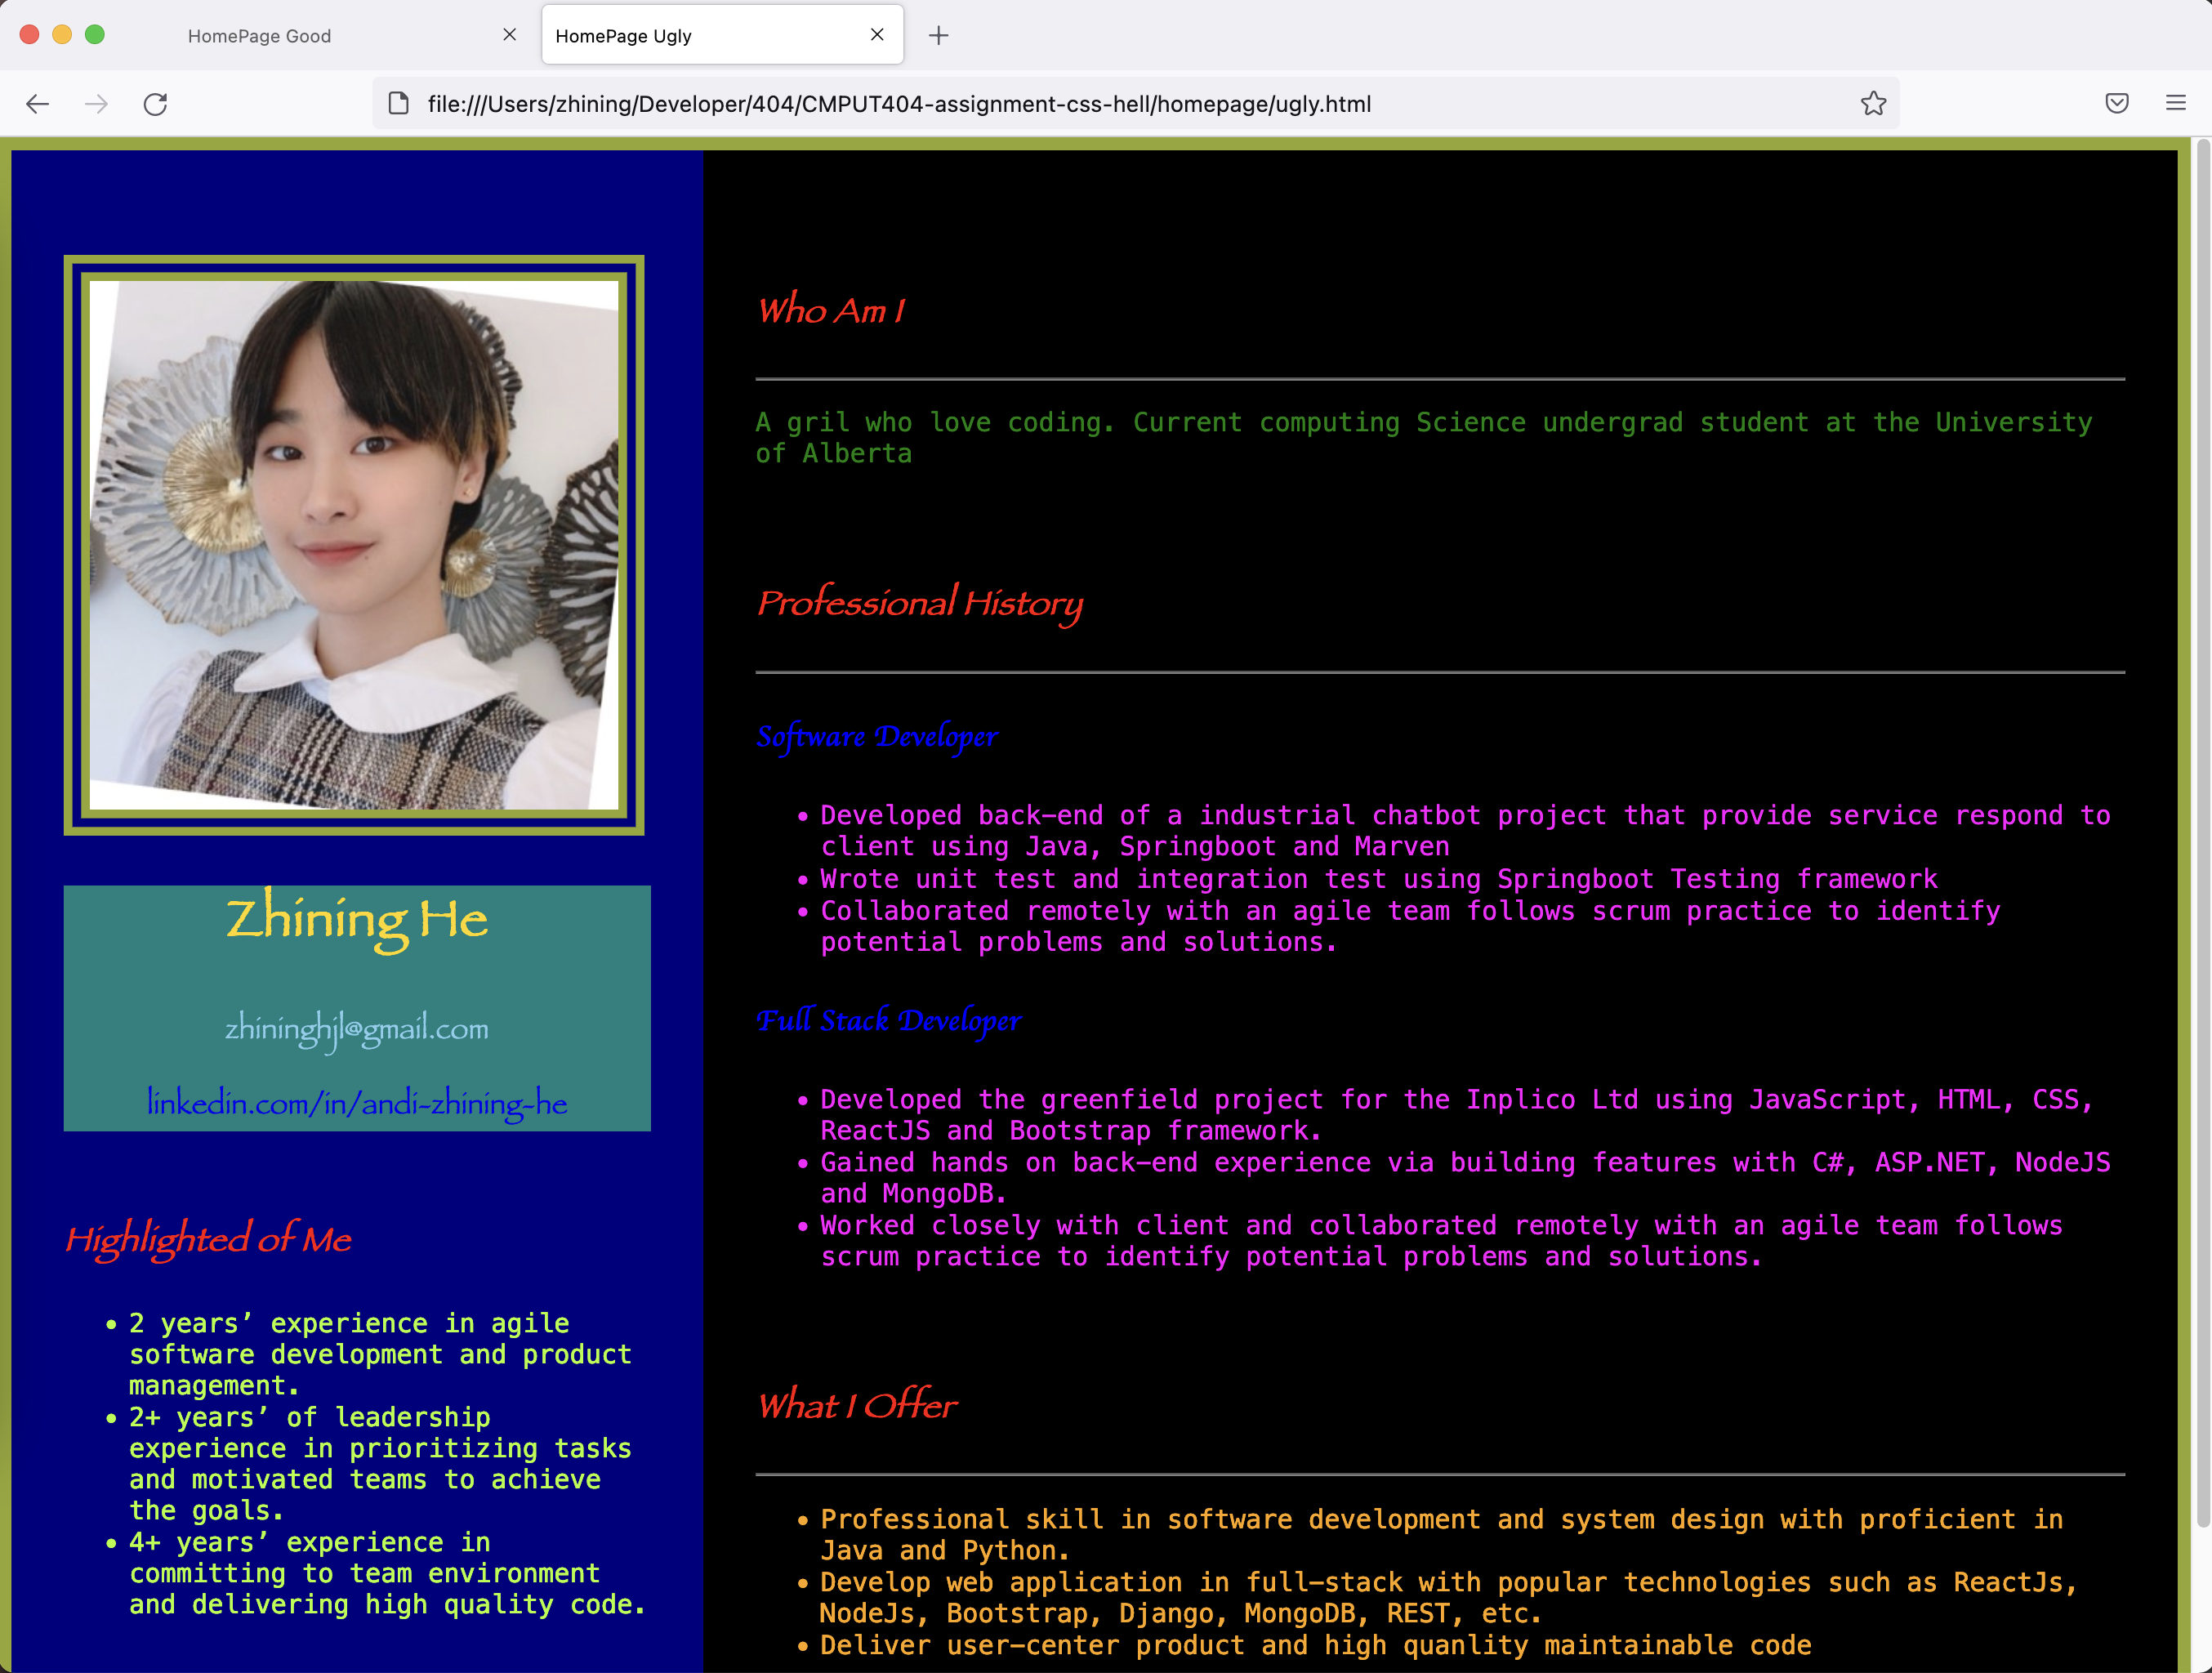 HomePage Good
HomePage Ugly
file:///Users/zhining/Developer/404/CMPUT404-assignment-css-hell/homepage/ugly.html
Zhining He
zhininghjl@gmail.com
linkedin.com/in/andi-zhining-he
Highlighted of Me
• 2 years’ experience in agile
software development and product
management.
• 2+ years’ of leadership
experience in prioritizing tasks
and motivated teams to achieve
the goals.
• 4+ years’ experience in
committing to team environment
and delivering high quality code.
Who Am I
A gril who love coding. Current computing Science undergrad student at the University
of Alberta
Professional History
Software Developer
• Developed back-end of a industrial chatbot project that provide service respond to
client using Java, Springboot and Marven
• Wrote unit test and integration test using Springboot Testing framework
• Collaborated remotely with an agile team follows scrum practice to identify
potential problems and solutions.
Full Stack Developer
• Developed the greenfield project for the Inplico Ltd using JavaScript, HTML, CSS,
ReactJS and Bootstrap framework.
• Gained hands on back-end experience via building features with C#, ASP.NET, NodeJS
and MongoDB.
• Worked closely with client and collaborated remotely with an agile team follows
scrum practice to identify potential problems and solutions.
What I Offer
• Professional skill in software development and system design with proficient in
Java and Python.
• Develop web application in full-stack with popular technologies such as ReactJs,
NodeJs, Bootstrap, Django, MongoDB, REST, etc.
• Deliver user-center product and high quanlity maintainable code